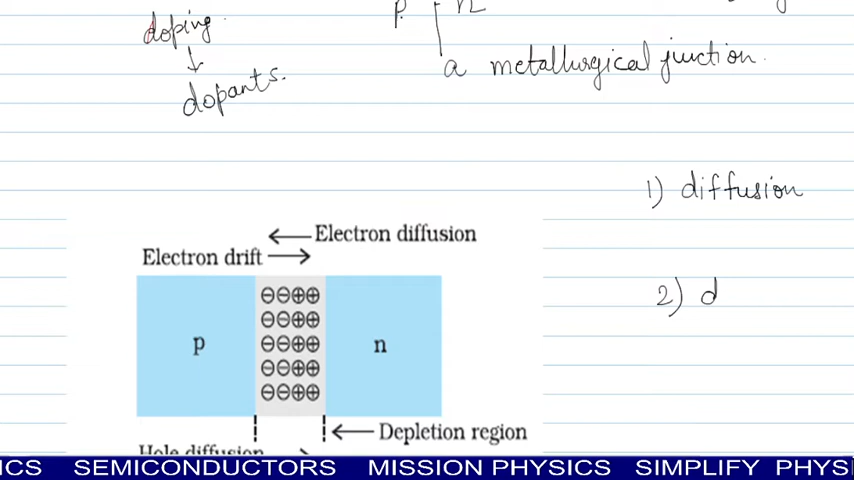 doping.
p n
a metallurgical junction.
dopants.
1) diffusion
Electron diffusion
Electron drift
2) d
⊖⊖⊕⊕
⊖⊖⊕⊕
p ⊖⊖⊕⊕ n
⊖⊖⊕⊕
⊖⊖⊕⊕
Depletion region
Hole diffusion
ICS SEMICONDUCTORS MISSION PHYSICS SIMPLIFY PHYSI